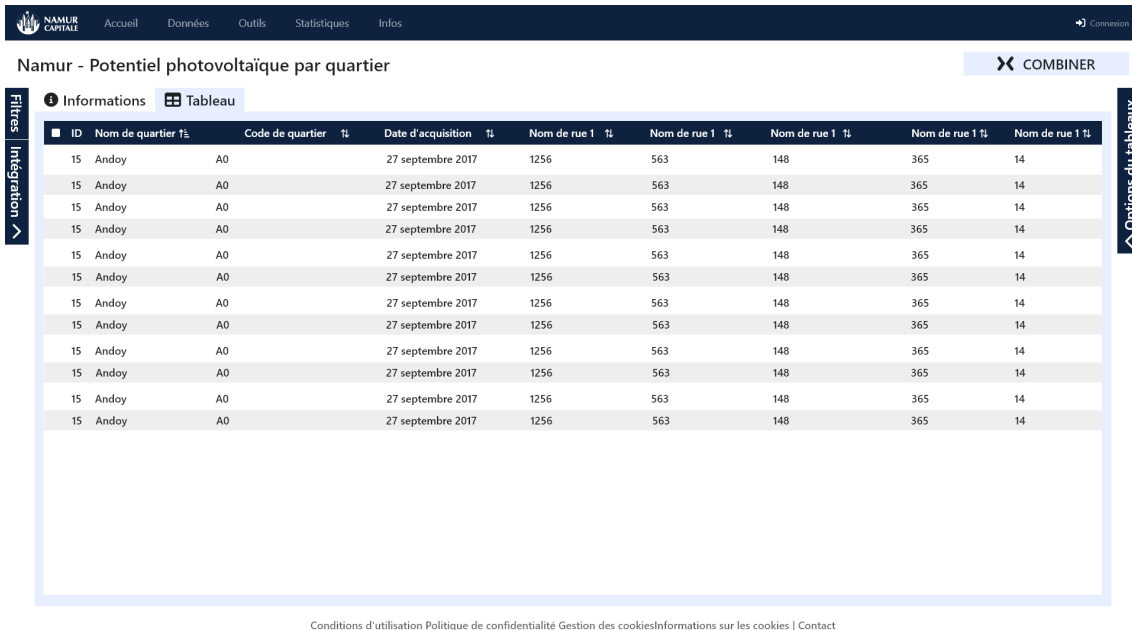 NAMUR CAPITALE Accueil Données Outils Statistiques Infos Connexion
Namur - Potentiel photovoltaïque par quartier COMBINER
Filtres
Intégration
Informations Tableau
ID Nom de quartier Code de quartier Date d'acquisition Nom de rue 1 Nom de rue 1 Nom de rue 1 Nom de rue 1 Nom de rue 1
15 Andoy A0 27 septembre 2017 1256 563 148 365 14
15 Andoy A0 27 septembre 2017 1256 563 148 365 14
15 Andoy A0 27 septembre 2017 1256 563 148 365 14
15 Andoy A0 27 septembre 2017 1256 563 148 365 14
15 Andoy A0 27 septembre 2017 1256 563 148 365 14
15 Andoy A0 27 septembre 2017 1256 563 148 365 14
15 Andoy A0 27 septembre 2017 1256 563 148 365 14
15 Andoy A0 27 septembre 2017 1256 563 148 365 14
15 Andoy A0 27 septembre 2017 1256 563 148 365 14
15 Andoy A0 27 septembre 2017 1256 563 148 365 14
15 Andoy A0 27 septembre 2017 1256 563 148 365 14
15 Andoy A0 27 septembre 2017 1256 563 148 365 14
Options du tableaux
Conditions d'utilisation Politique de confidentialité Gestion des cookiesInformations sur les cookies | Contact